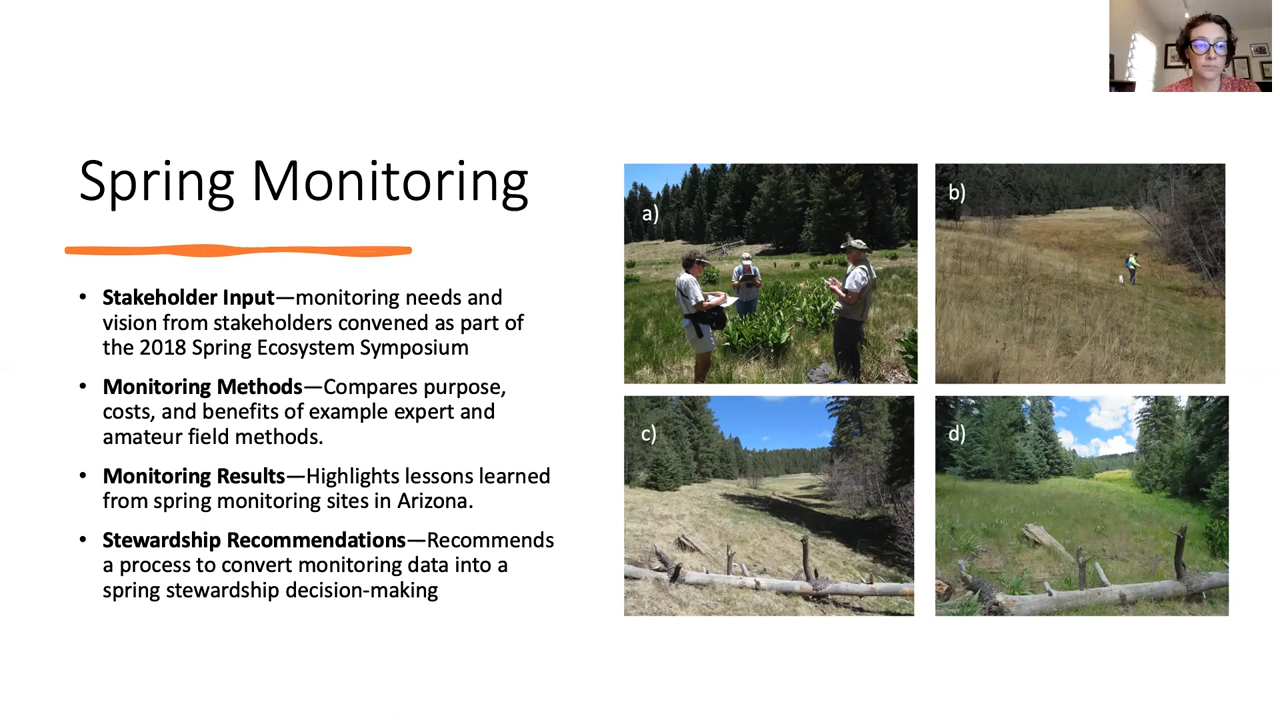 Spring Monitoring
• Stakeholder Input—monitoring needs and
vision from stakeholders convened as part of
the 2018 Spring Ecosystem Symposium
• Monitoring Methods—Compares purpose,
costs, and benefits of example expert and
amateur field methods.
• Monitoring Results—Highlights lessons learned
from spring monitoring sites in Arizona.
• Stewardship Recommendations—Recommends
a process to convert monitoring data into a
spring stewardship decision-making
a)
b)
c)
d)